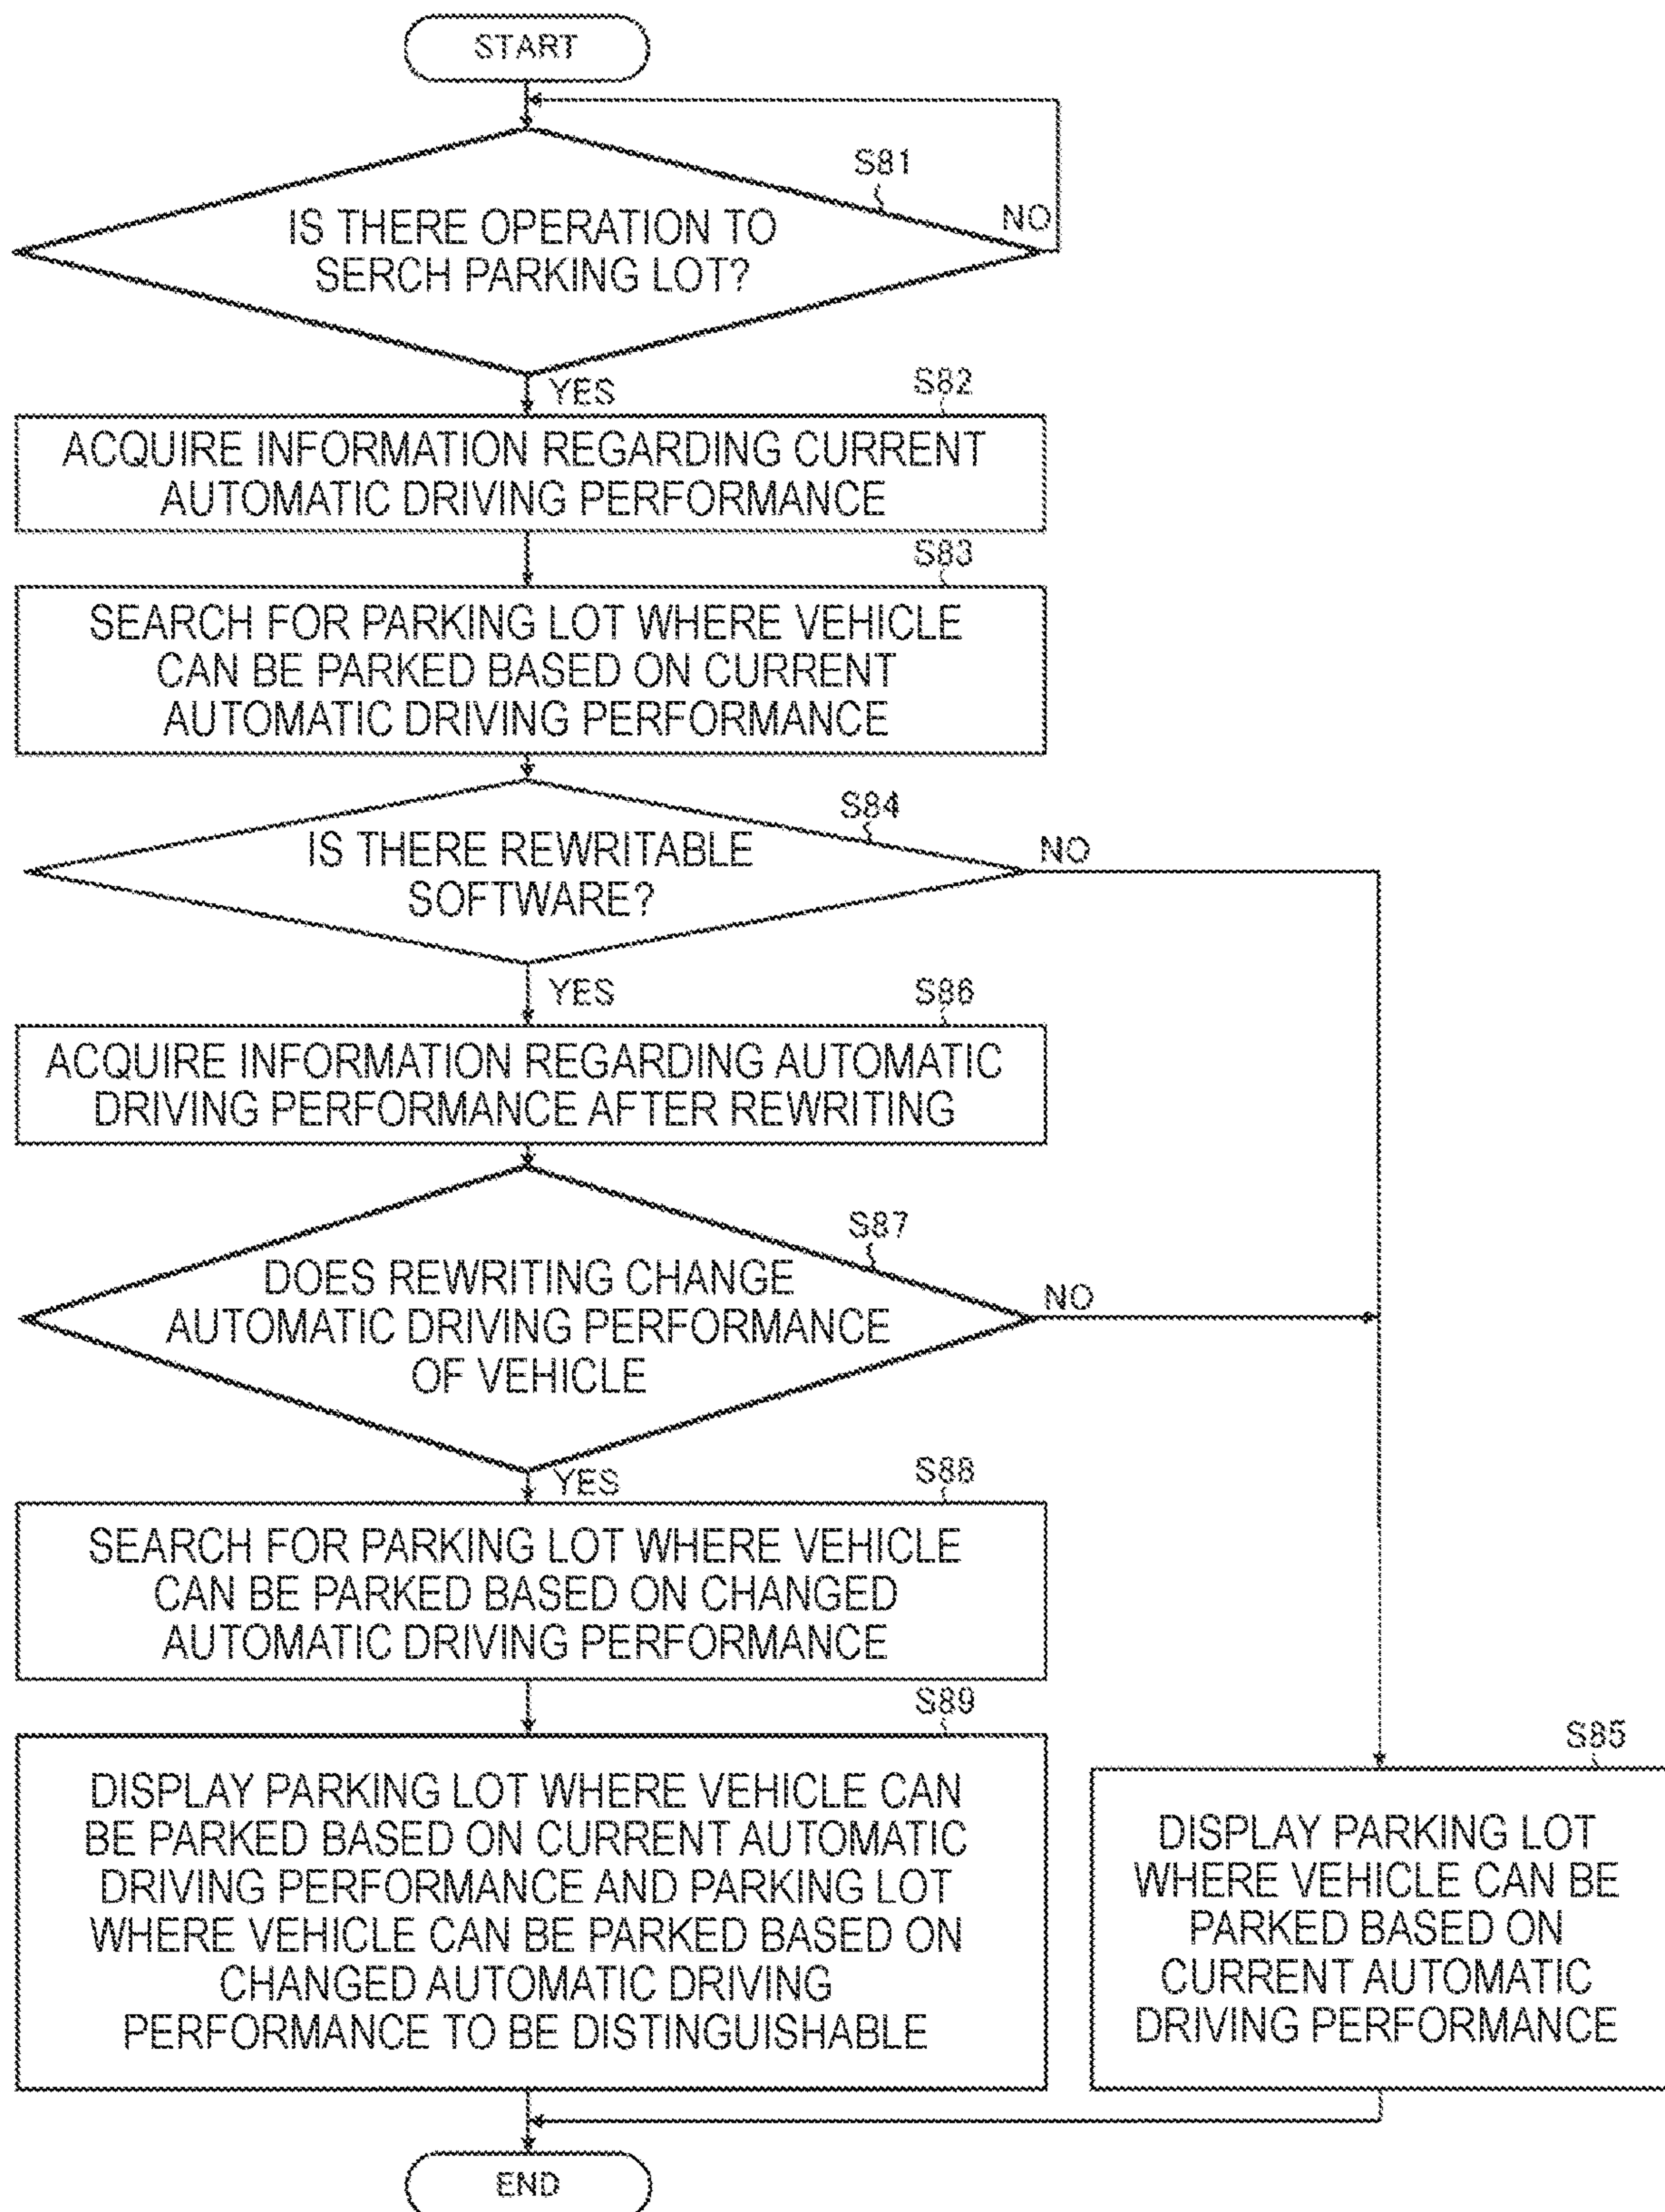 START
S81
IS THERE OPERATION TO
SERCH PARKING LOT?
NO
YES
S82
ACQUIRE INFORMATION REGARDING CURRENT
AUTOMATIC DRIVING PERFORMANCE
S83
SEARCH FOR PARKING LOT WHERE VEHICLE
CAN BE PARKED BASED ON CURRENT
AUTOMATIC DRIVING PERFORMANCE
S84
IS THERE REWRITABLE
SOFTWARE?
NO
YES
S86
ACQUIRE INFORMATION REGARDING AUTOMATIC
DRIVING PERFORMANCE AFTER REWRITING
S87
DOES REWRITING CHANGE
AUTOMATIC DRIVING PERFORMANCE
OF VEHICLE
NO
YES
S88
SEARCH FOR PARKING LOT WHERE VEHICLE
CAN BE PARKED BASED ON CHANGED
AUTOMATIC DRIVING PERFORMANCE
S89
DISPLAY PARKING LOT WHERE VEHICLE CAN
BE PARKED BASED ON CURRENT AUTOMATIC
DRIVING PERFORMANCE AND PARKING LOT
WHERE VEHICLE CAN BE PARKED BASED ON
CHANGED AUTOMATIC DRIVING
PERFORMANCE TO BE DISTINGUISHABLE
S85
DISPLAY PARKING LOT
WHERE VEHICLE CAN BE
PARKED BASED ON
CURRENT AUTOMATIC
DRIVING PERFORMANCE
END